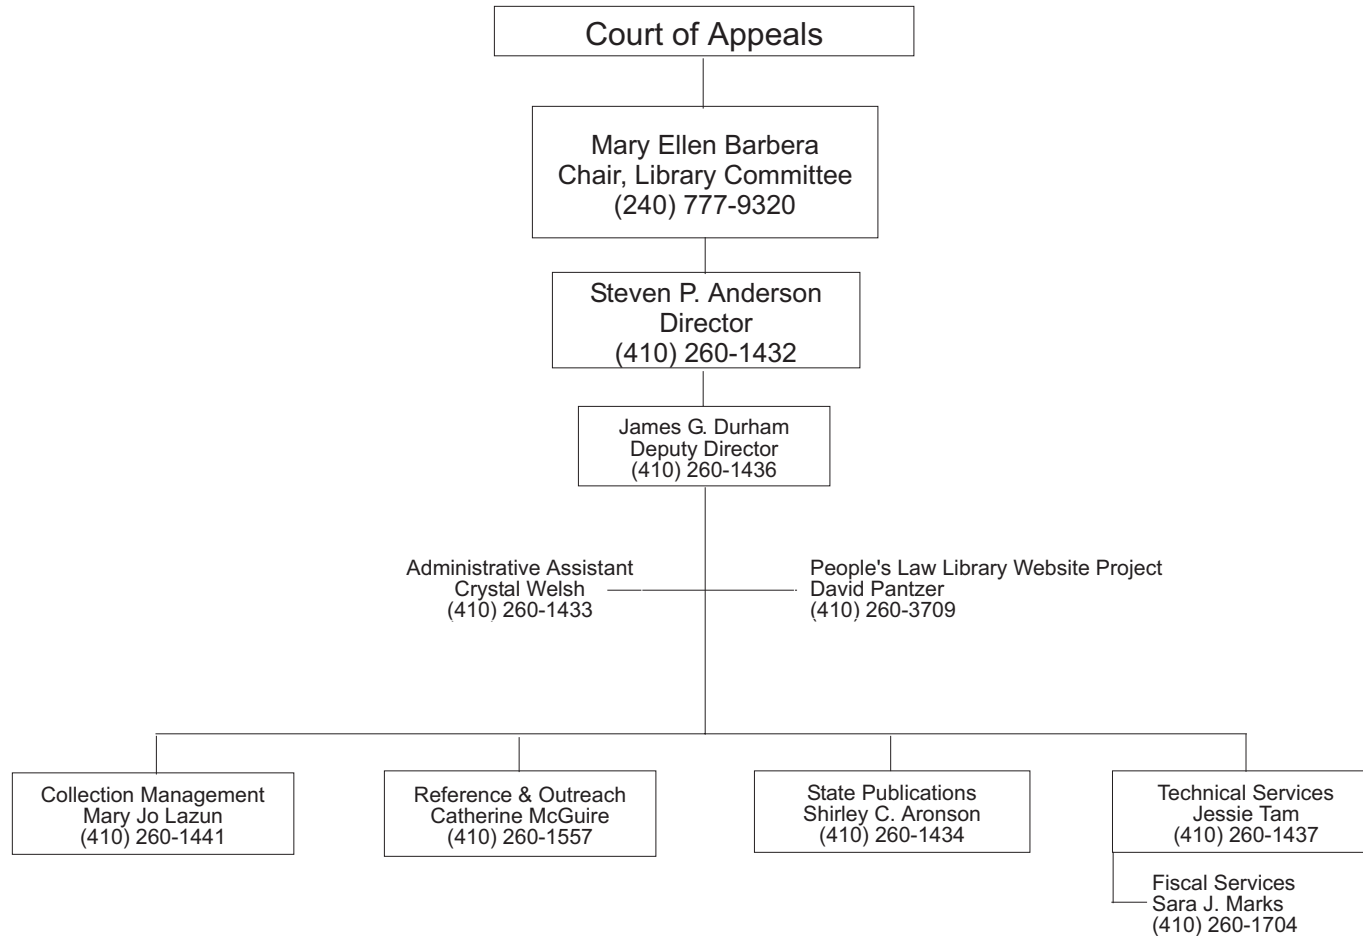 Court of Appeals
Mary Ellen Barbera
Chair, Library Committee
(240) 777-9320
Steven P. Anderson
Director
(410) 260-1432
James G. Durham
Deputy Director
(410) 260-1436
Administrative Assistant
Crystal Welsh
(410) 260-1433
People's Law Library Website Project
David Pantzer
(410) 260-3709
Collection Management
Mary Jo Lazun
(410) 260-1441
Reference & Outreach
Catherine McGuire
(410) 260-1557
State Publications
Shirley C. Aronson
(410) 260-1434
Technical Services
Jessie Tam
(410) 260-1437
Fiscal Services
Sara J. Marks
(410) 260-1704